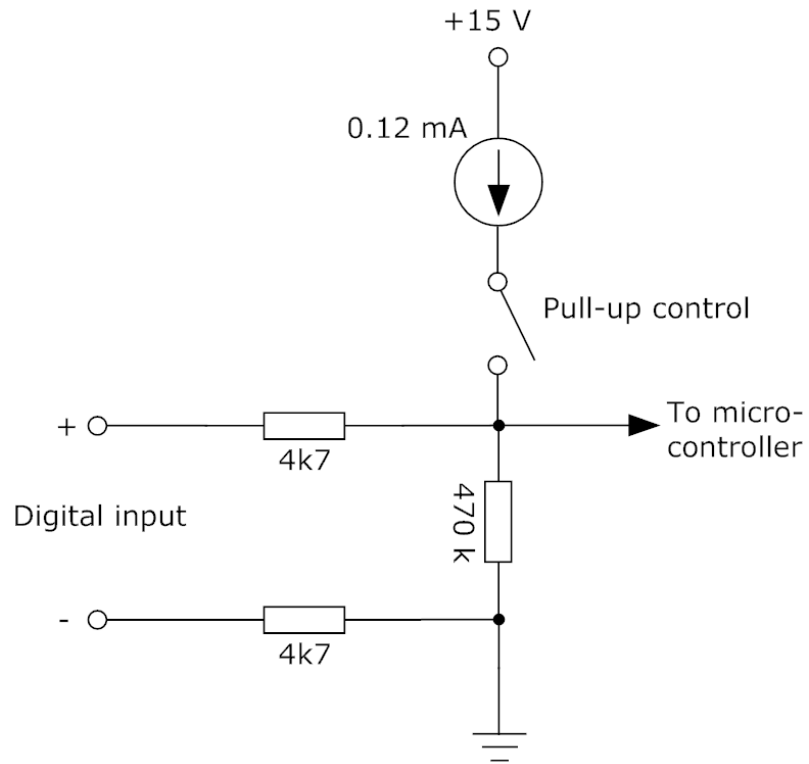 +15 V
0.12 mA
Pull-up control
+
4k7
To micro-
controller
470 k
Digital input
-
4k7